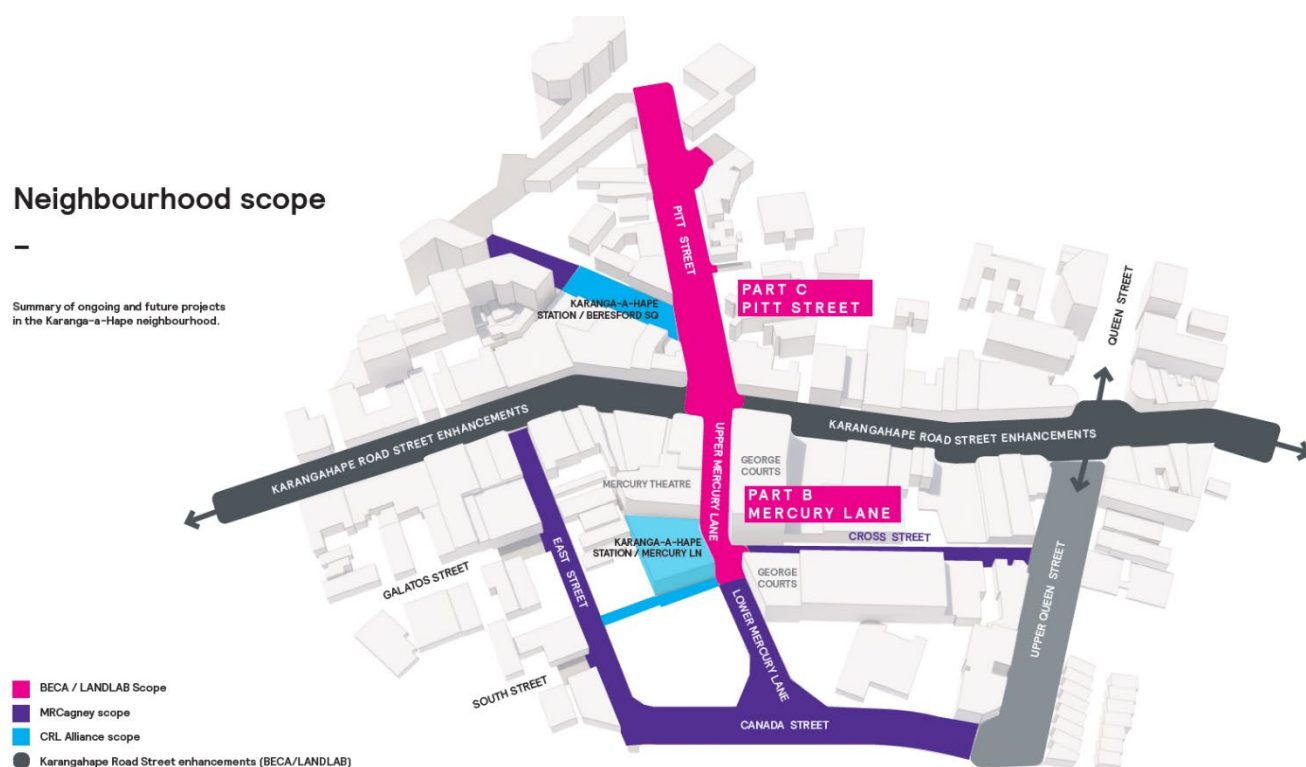 Neighbourhood scope
–
Summary of ongoing and future projects
in the Karanga-a-Hape neighbourhood.
PITT STREET
PART C
PITT STREET
KARANGA-A-HAPE
STATION / BERESFORD SQ
QUEEN STREET
KARANGAHAPE ROAD STREET ENHANCEMENTS
KARANGAHAPE ROAD STREET ENHANCEMENTS
UPPER MERCURY LANE
GEORGE
COURTS
MERCURY THEATRE
PART B
MERCURY LANE
CROSS STREET
KARANGA-A-HAPE
STATION / MERCURY LN
GEORGE
COURTS
EAST STREET
GALATOS STREET
LOWER MERCURY LANE
UPPER QUEEN STREET
SOUTH STREET
CANADA STREET
BECA / LANDLAB Scope
MRCagney scope
CRL Alliance scope
Karangahape Road Street enhancements (BECA/LANDLAB)